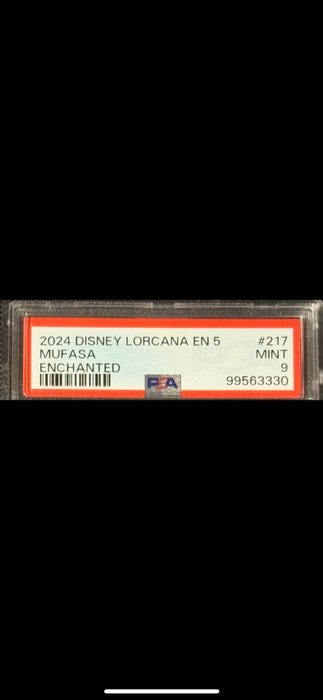 2024 DISNEY LORCANA EN 5 #217
MUFASA MINT
ENCHANTED 9
PSA 99563330